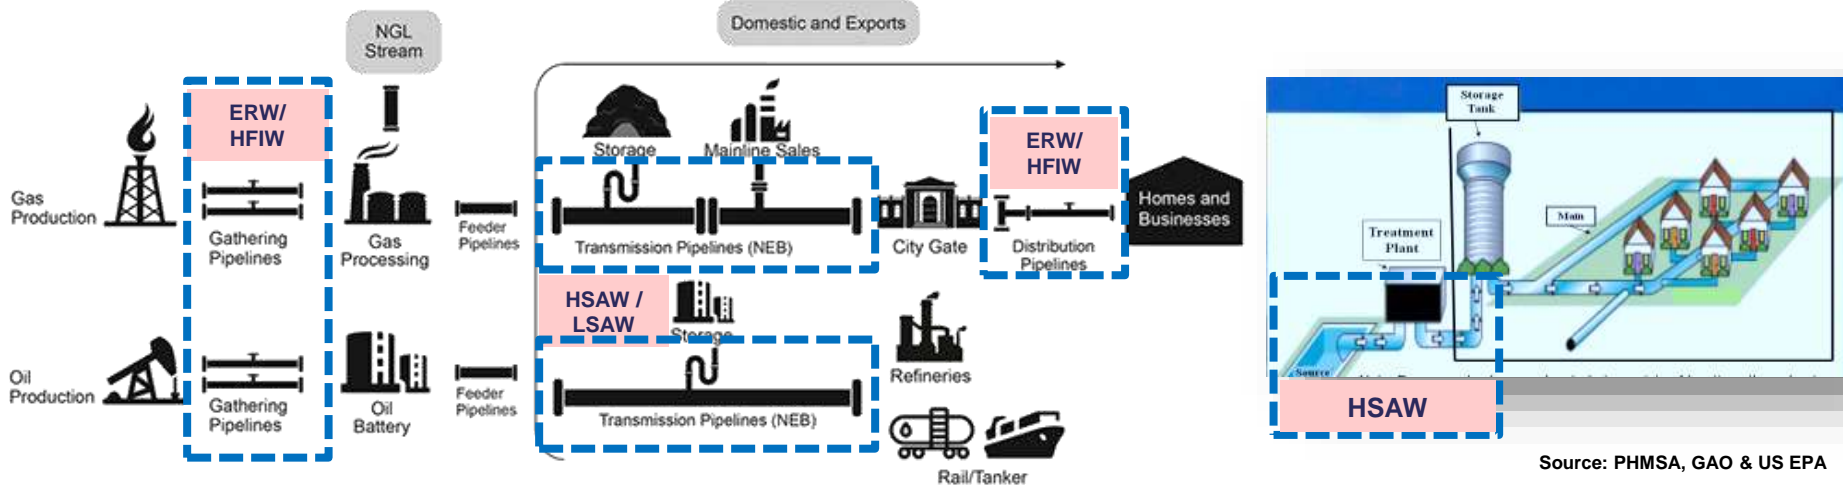 NGL
Stream
Domestic and Exports
ERW/
HFIW
Storage
Mainline Sales
ERW/
HFIW
Gas
Production
Gathering
Pipelines
Gas
Processing
Feeder
Pipelines
Transmission Pipelines (NEB)
City Gate
Distribution
Pipelines
Homes and
Businesses
HSAW /
LSAW
Storage
Oil
Production
Gathering
Pipelines
Oil
Battery
Feeder
Pipelines
Transmission Pipelines (NEB)
Refineries
Rail/Tanker
Storage
Tank
Main
Treatment
Plant
Source
HSAW
Source: PHMSA, GAO & US EPA